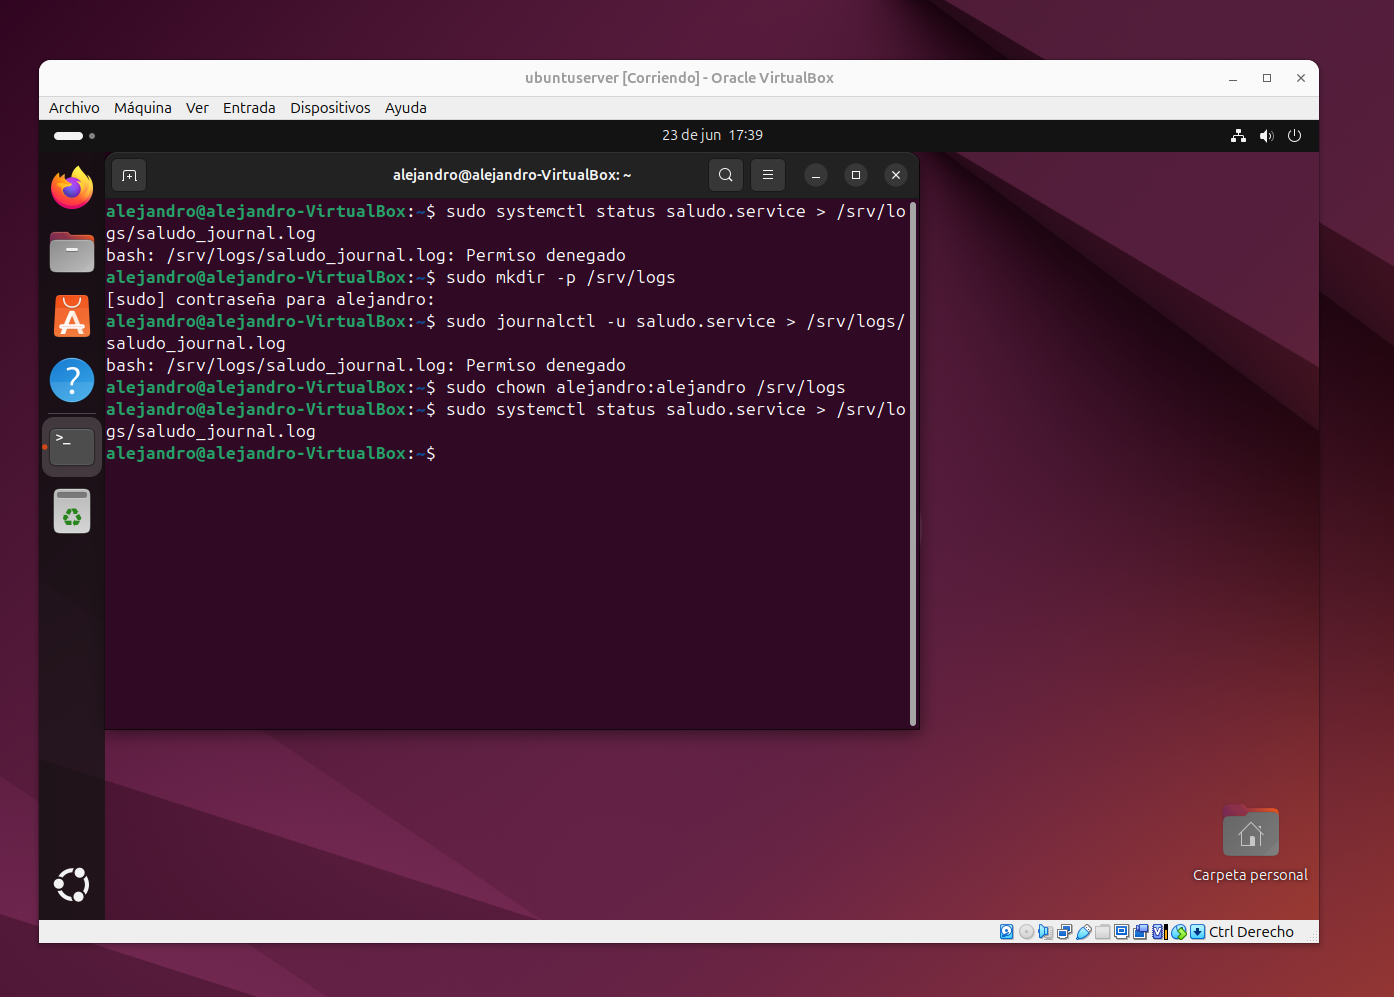 ubuntuserver [Corriendo] - Oracle VirtualBox
Archivo Máquina Ver Entrada Dispositivos Ayuda
23 de jun 17:39
alejandro@alejandro-VirtualBox: ~
alejandro@alejandro-VirtualBox:~$ sudo systemctl status saludo.service > /srv/lo
gs/saludo_journal.log
bash: /srv/logs/saludo_journal.log: Permiso denegado
alejandro@alejandro-VirtualBox:~$ sudo mkdir -p /srv/logs
[sudo] contraseña para alejandro:
alejandro@alejandro-VirtualBox:~$ sudo journalctl -u saludo.service > /srv/logs/
saludo_journal.log
bash: /srv/logs/saludo_journal.log: Permiso denegado
alejandro@alejandro-VirtualBox:~$ sudo chown alejandro:alejandro /srv/logs
alejandro@alejandro-VirtualBox:~$ sudo systemctl status saludo.service > /srv/lo
gs/saludo_journal.log
alejandro@alejandro-VirtualBox:~$
Carpeta personal
Ctrl Derecho